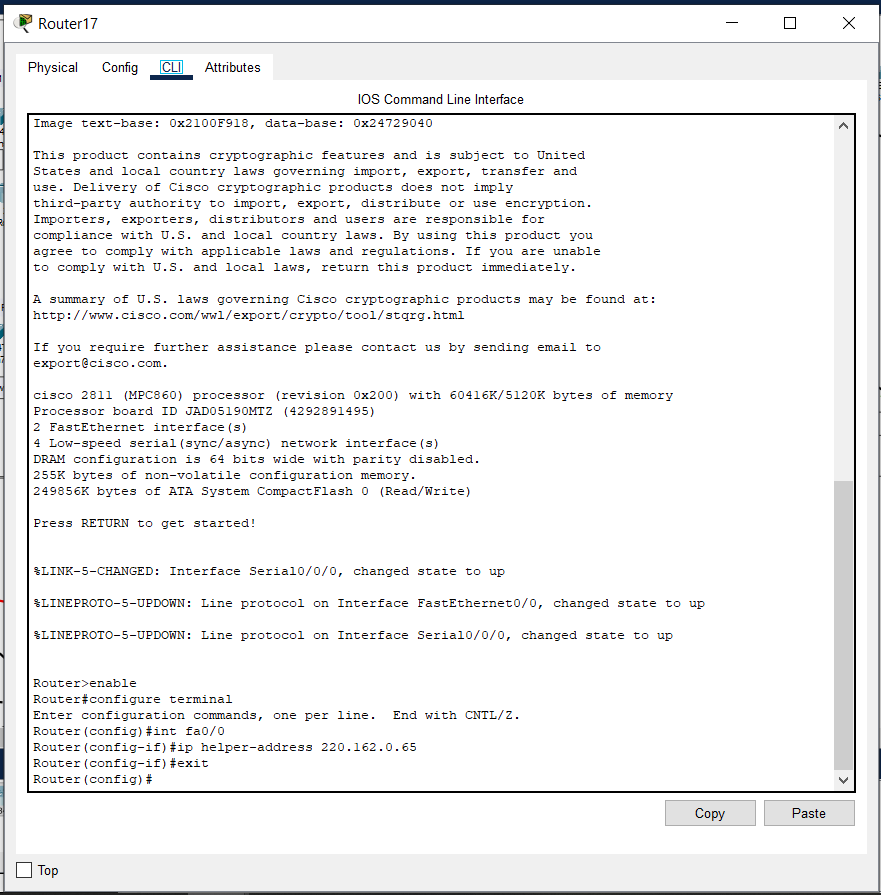 Router17
Physical Config CLI Attributes
IOS Command Line Interface
Image text-base: 0x2100F918, data-base: 0x24729040
This product contains cryptographic features and is subject to United
States and local country laws governing import, export, transfer and
use. Delivery of Cisco cryptographic products does not imply
third-party authority to import, export, distribute or use encryption.
Importers, exporters, distributors and users are responsible for
compliance with U.S. and local country laws. By using this product you
agree to comply with applicable laws and regulations. If you are unable
to comply with U.S. and local laws, return this product immediately.
A summary of U.S. laws governing Cisco cryptographic products may be found at:
http://www.cisco.com/wwl/export/crypto/tool/stqrg.html
If you require further assistance please contact us by sending email to
export@cisco.com.
cisco 2811 (MPC860) processor (revision 0x200) with 60416K/5120K bytes of memory
Processor board ID JAD05190MTZ (4292891495)
2 FastEthernet interface(s)
4 Low-speed serial(sync/async) network interface(s)
DRAM configuration is 64 bits wide with parity disabled.
255K bytes of non-volatile configuration memory.
249856K bytes of ATA System CompactFlash 0 (Read/Write)
Press RETURN to get started!
%LINK-5-CHANGED: Interface Serial0/0/0, changed state to up
%LINEPROTO-5-UPDOWN: Line protocol on Interface FastEthernet0/0, changed state to up
%LINEPROTO-5-UPDOWN: Line protocol on Interface Serial0/0/0, changed state to up
Router>enable
Router#configure terminal
Enter configuration commands, one per line.  End with CNTL/Z.
Router(config)#int fa0/0
Router(config-if)#ip helper-address 220.162.0.65
Router(config-if)#exit
Router(config)#
Copy Paste
Top